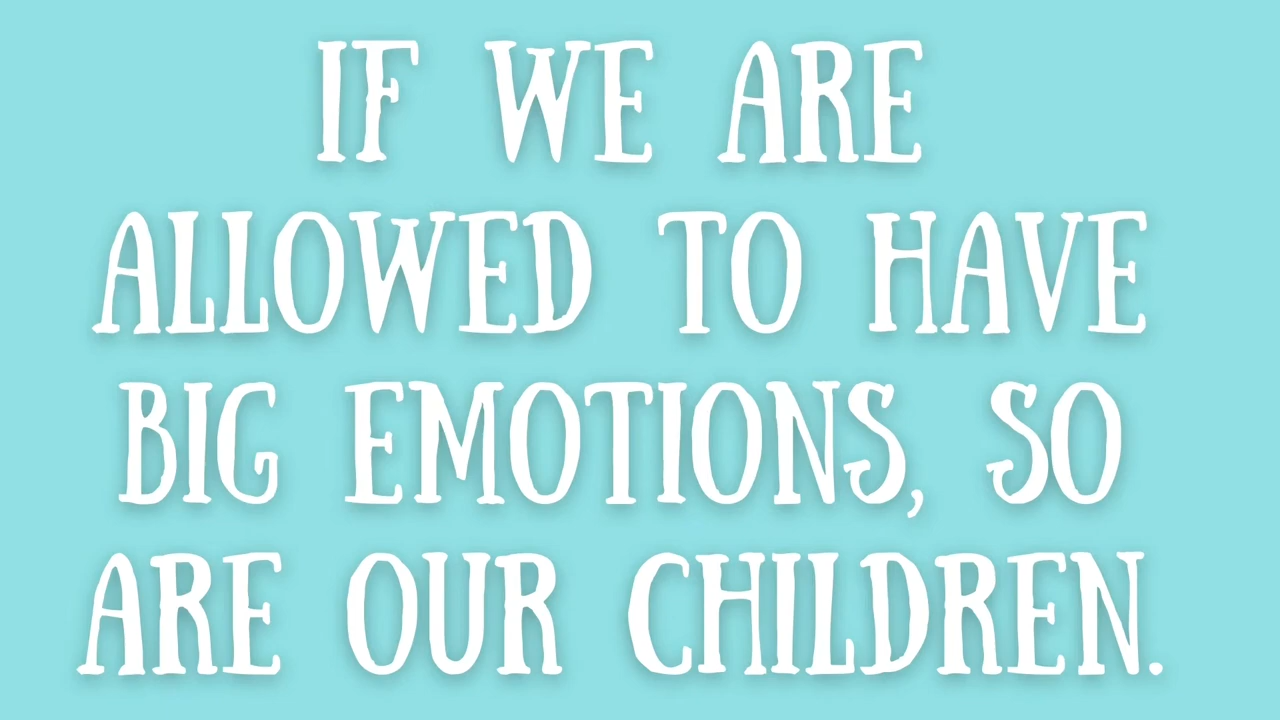 IF WE ARE
ALLOWED TO HAVE
BIG EMOTIONS, SO
ARE OUR CHILDREN.